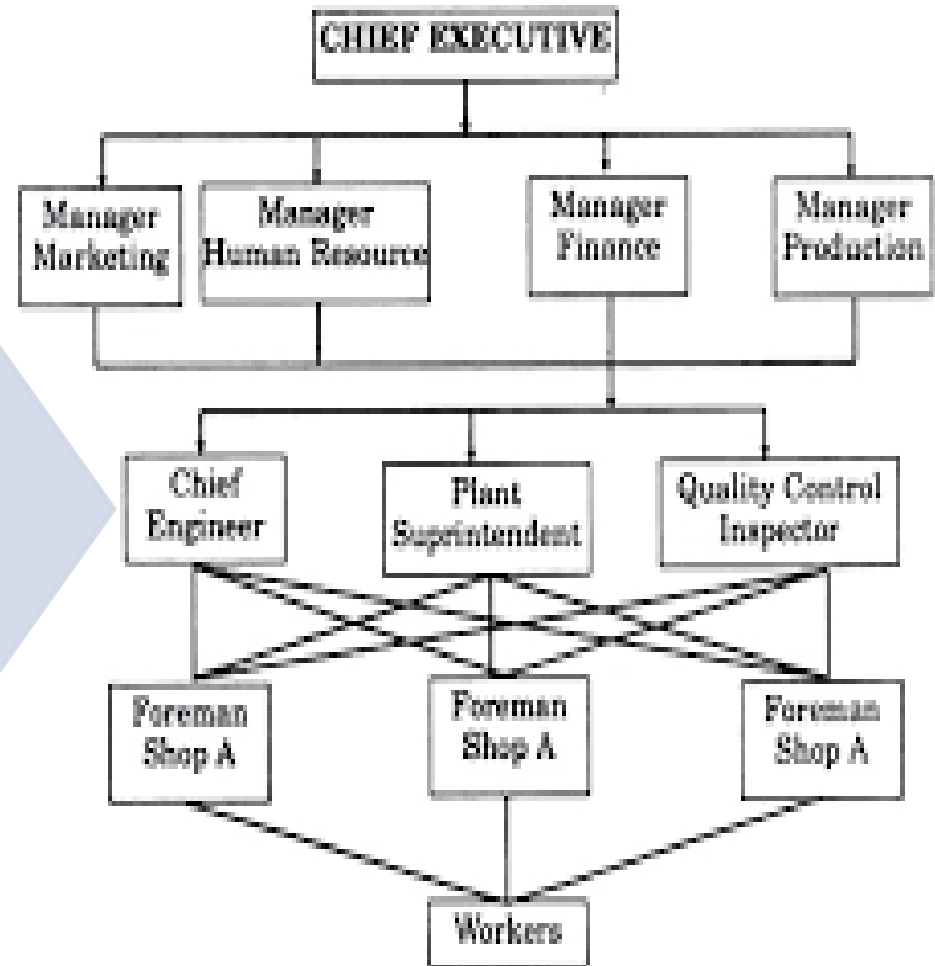 CHIEF EXECUTIVE
Manager
Marketing
Manager
Human Resource
Manager
Finance
Manager
Production
Chief
Engineer
Plant
Suprintendent
Quality Control
Inspector
Foreman
Shop A
Foreman
Shop A
Foreman
Shop A
Workers